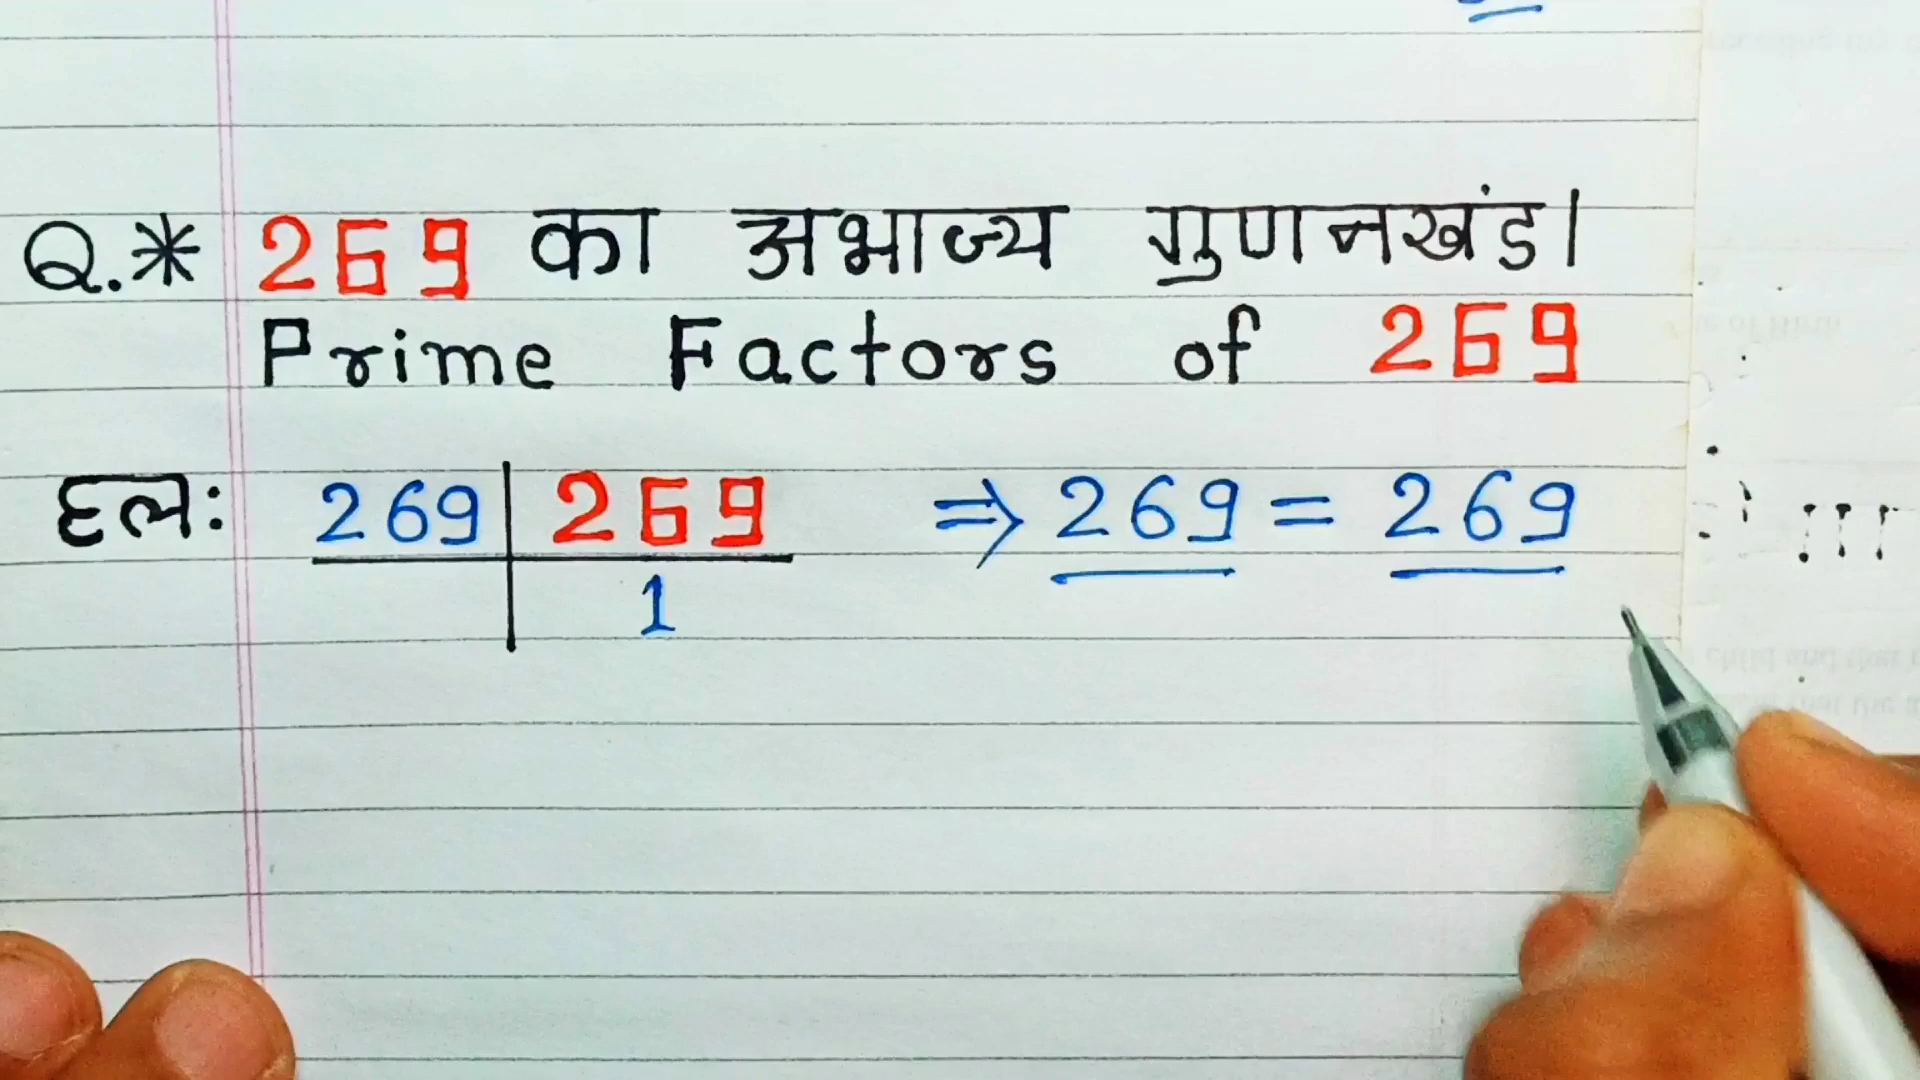 Q.* 269 का अभाज्य गुणनखंड।
Prime Factors of 269
हलः 269 | 269 ⇒ 269 = 269
1